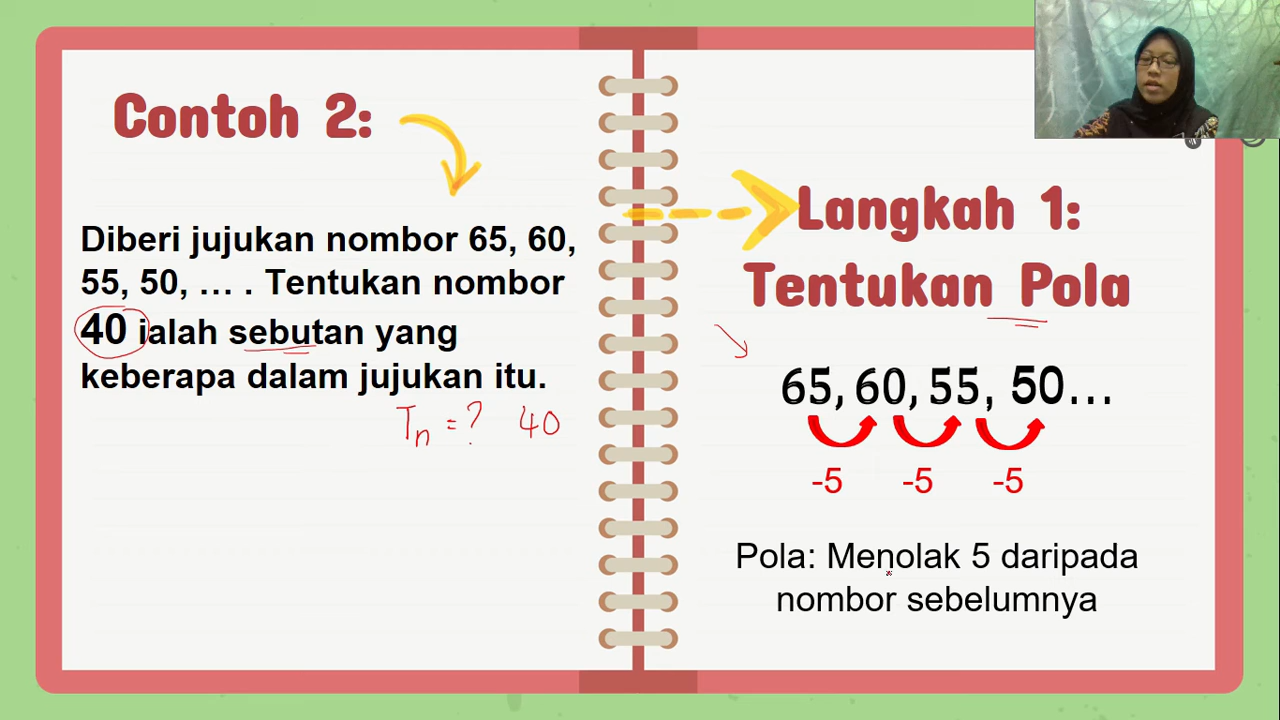 Contoh 2:
Diberi jujukan nombor 65, 60,
55, 50, ... . Tentukan nombor
40 ialah sebutan yang
keberapa dalam jujukan itu.
Tn = ? 40
Langkah 1:
Tentukan Pola
65, 60, 55, 50...
-5 -5 -5
Pola: Menolak 5 daripada
nombor sebelumnya